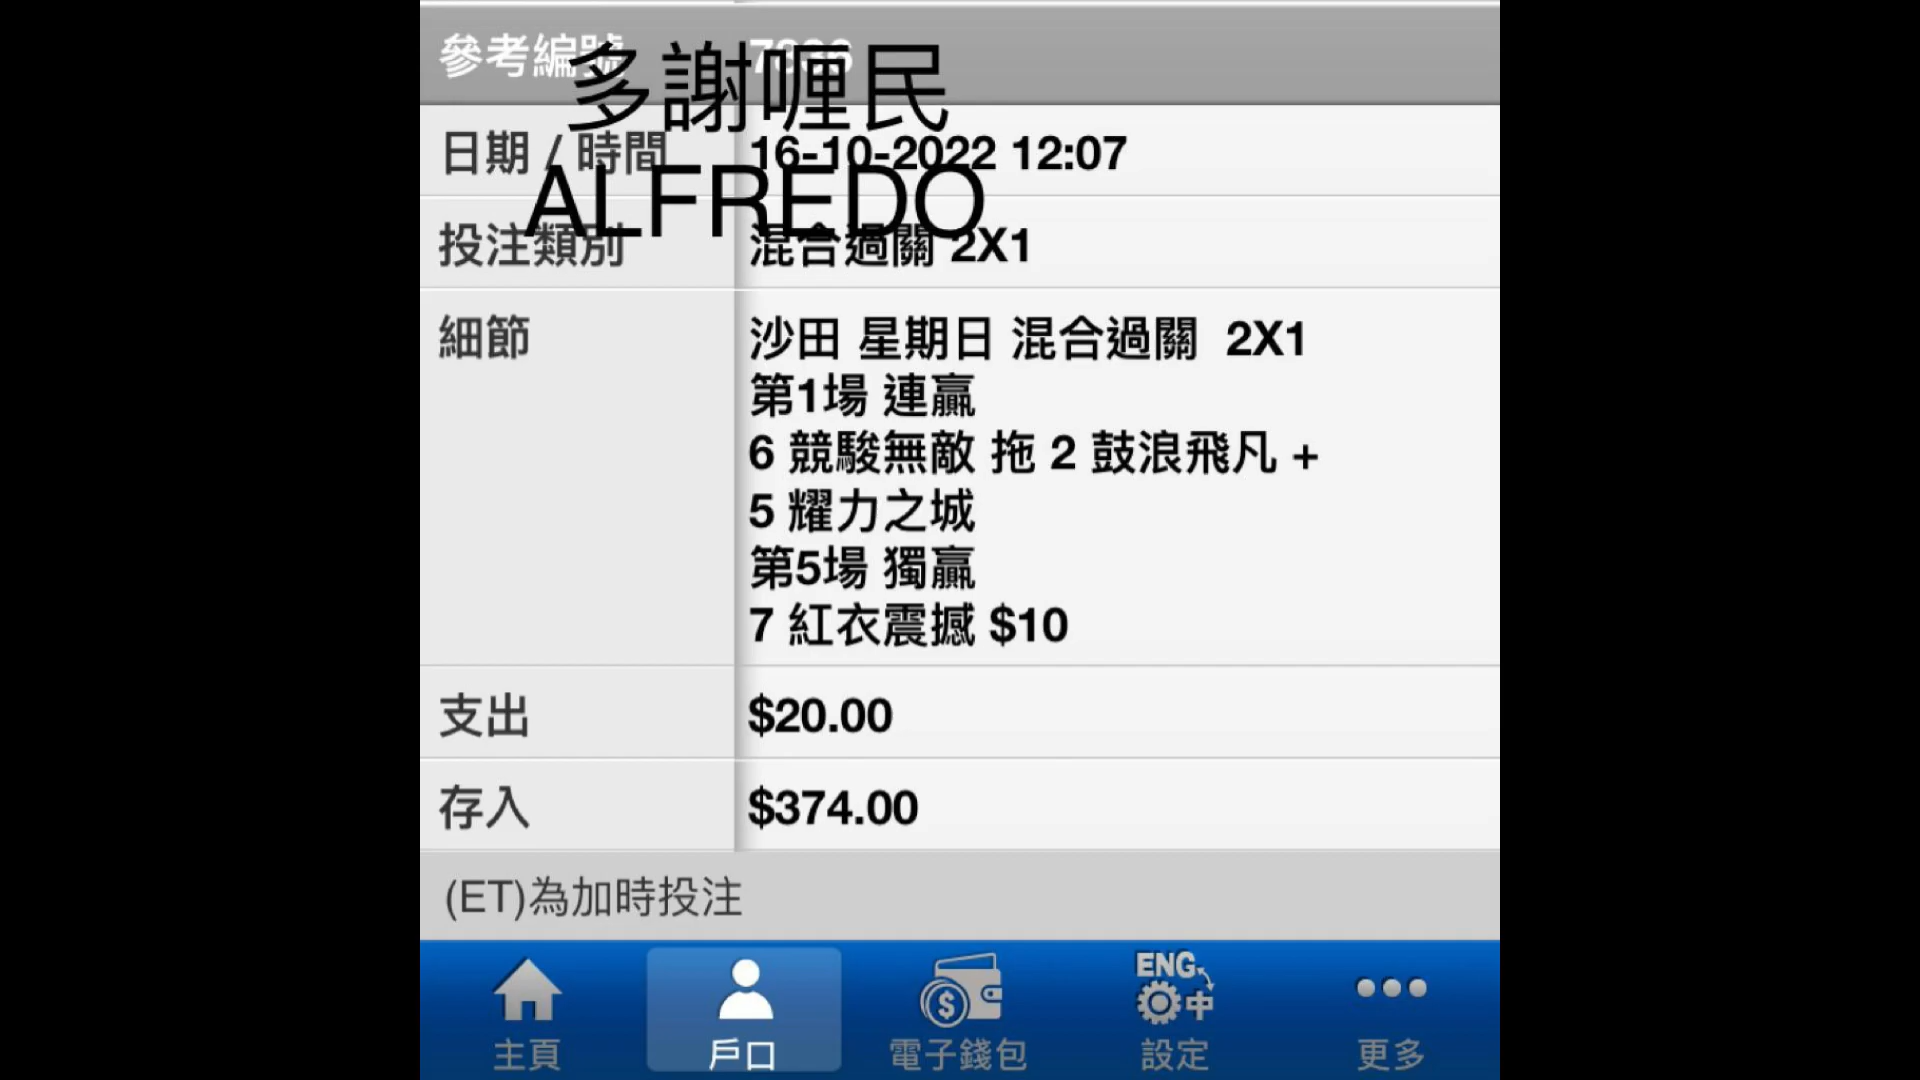 參考編號 7836
多謝喱民
ALFREDO
日期 / 時間 16-10-2022 12:07
投注類別 混合過關 2X1
細節 沙田 星期日 混合過關 2X1
第1場 連贏
6 競駿無敵 拖 2 鼓浪飛凡 +
5 耀力之城
第5場 獨贏
7 紅衣震撼 $10
支出 $20.00
存入 $374.00
(ET)為加時投注
ENG 中
主頁 戶口 電子錢包 設定 更多